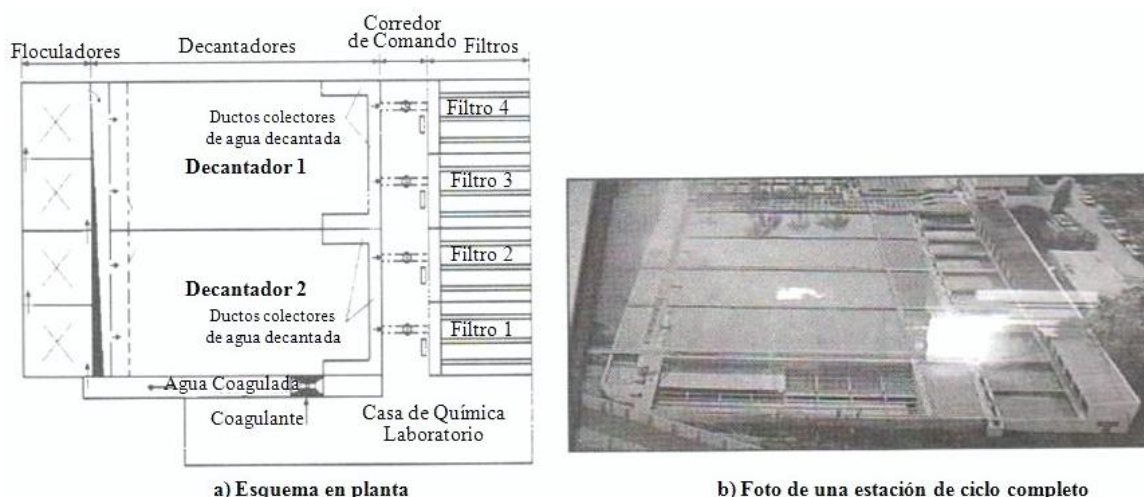 Floculadores
Decantadores
Corredor
de Comando
Filtros
Ductos colectores
de agua decantada
Decantador 1
Filtro 4
Filtro 3
Decantador 2
Ductos colectores
de agua decantada
Filtro 2
Filtro 1
Agua Coagulada
Coagulante
Casa de Química
Laboratorio
a) Esquema en planta
b) Foto de una estación de ciclo completo